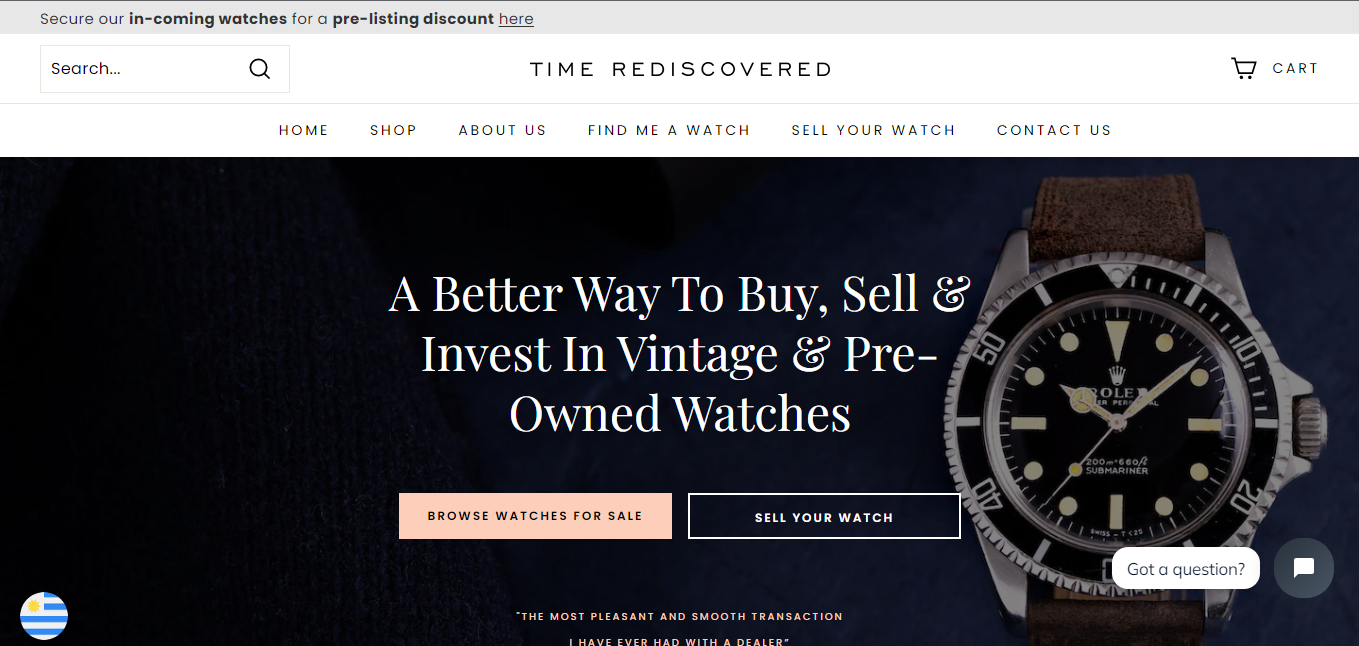 Secure our in-coming watches for a pre-listing discount here
Search...
TIME REDISCOVERED
CART
HOME SHOP ABOUT US FIND ME A WATCH SELL YOUR WATCH CONTACT US
A Better Way To Buy, Sell &
Invest In Vintage & Pre-
Owned Watches
50
10
ROLEX
200m=660ft
SUBMARINER
40
20
SWISS - T<25
BROWSE WATCHES FOR SALE
SELL YOUR WATCH
Got a question?
"THE MOST PLEASANT AND SMOOTH TRANSACTION
I HAVE EVER HAD WITH A DEALER"